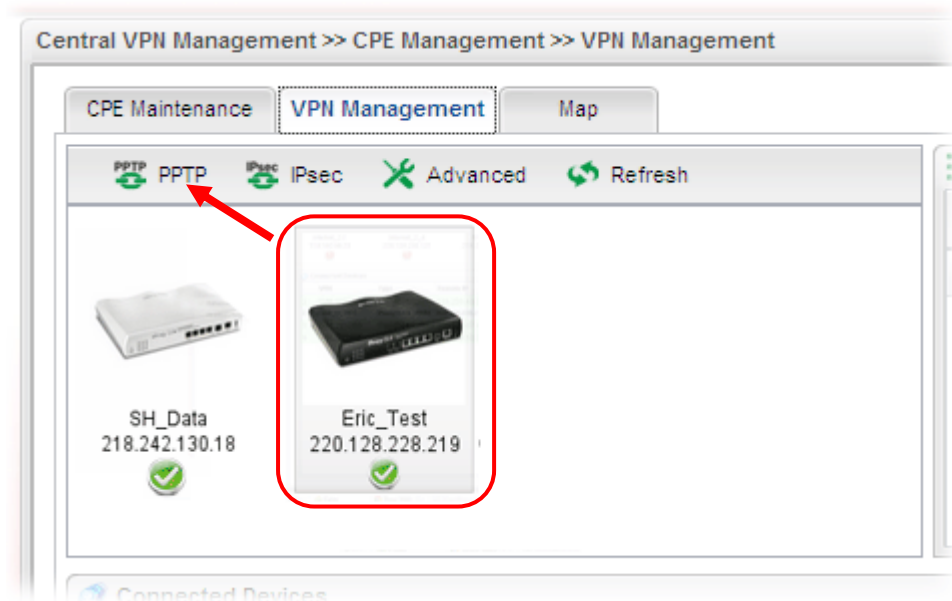 Central VPN Management >> CPE Management >> VPN Management
CPE Maintenance VPN Management Map
PPTP PPTP IPsec IPsec Advanced Refresh
SH_Data
218.242.130.18
Eric_Test
220.128.228.219
Connected Devices